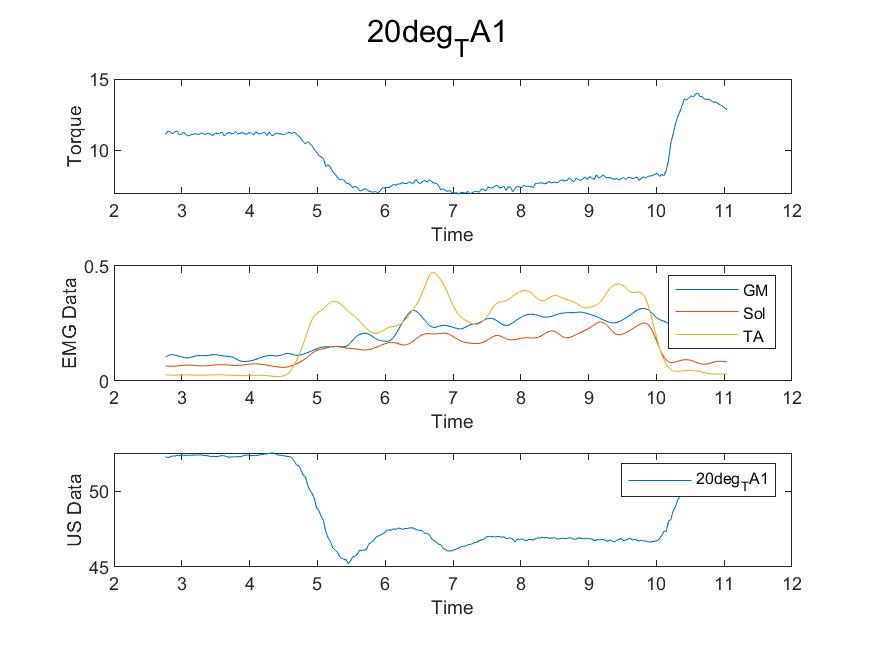 20deg_TA1
15
10
Torque
2 3 4 5 6 7 8 9 10 11 12
Time
0.5
0
EMG Data
GM
Sol
TA
2 3 4 5 6 7 8 9 10 11 12
Time
50
45
US Data
20deg_TA1
2 3 4 5 6 7 8 9 10 11 12
Time